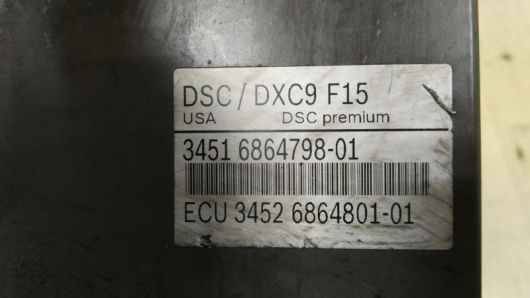 DSC / DXC9 F15
USA DSC premium
3451 6864798-01
ECU 3452 6864801-01